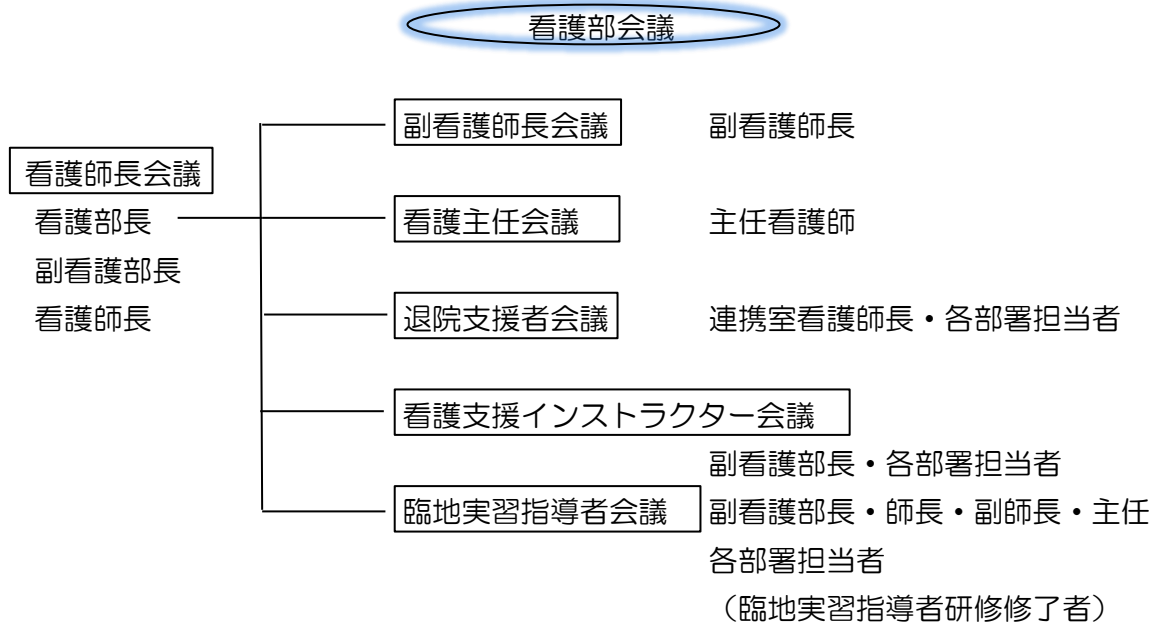 看護部会議
副看護師長会議 副看護師長
看護師長会議
看護部長 看護主任会議 主任看護師
副看護部長
看護師長 退院支援者会議 連携室看護師長・各部署担当者
看護支援インストラクター会議
副看護部長・各部署担当者
臨地実習指導者会議 副看護部長・師長・副師長・主任
各部署担当者
（臨地実習指導者研修修了者）